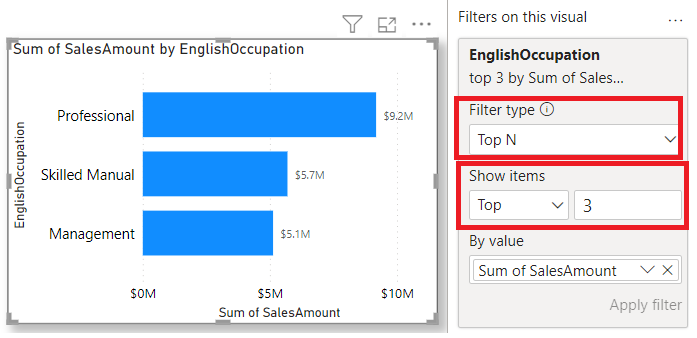 Sum of SalesAmount by EnglishOccupation
EnglishOccupation
Professional $9.2M
Skilled Manual $5.7M
Management $5.1M
$0M $5M $10M
Sum of SalesAmount
Filters on this visual
EnglishOccupation
top 3 by Sum of Sales...
Filter type
Top N
Show items
Top 3
By value
Sum of SalesAmount
Apply filter